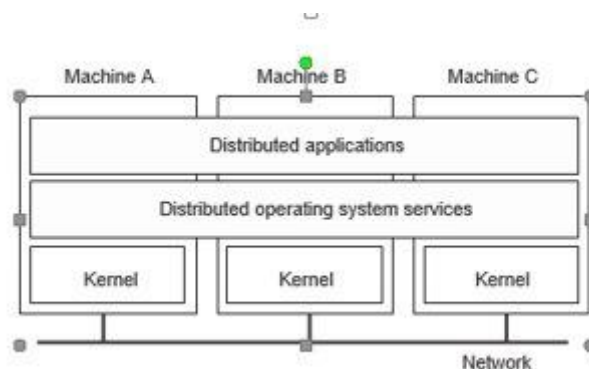 Machine A
Machine B
Machine C
Distributed applications
Distributed operating system services
Kernel
Kernel
Kernel
Network